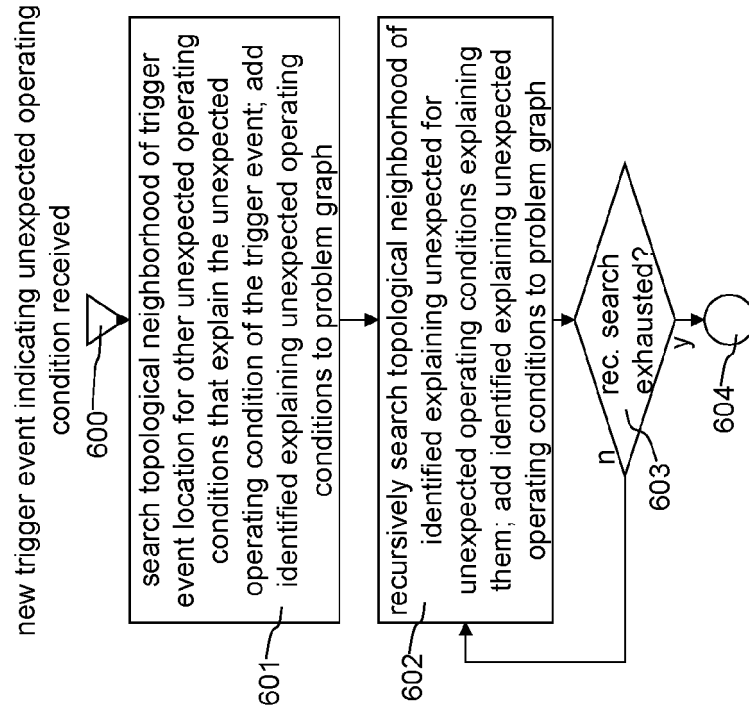 new trigger event indicating unexpected operating
condition received
600
search topological neighborhood of trigger
event location for other unexpected operating
conditions that explain the unexpected
operating condition of the trigger event; add
identified explaining unexpected operating
conditions to problem graph
601
recursively search topological neighborhood of
identified explaining unexpected for
unexpected operating conditions explaining
them; add identified explaining unexpected
operating conditions to problem graph
602
rec. search
exhausted?
n
603
y
604